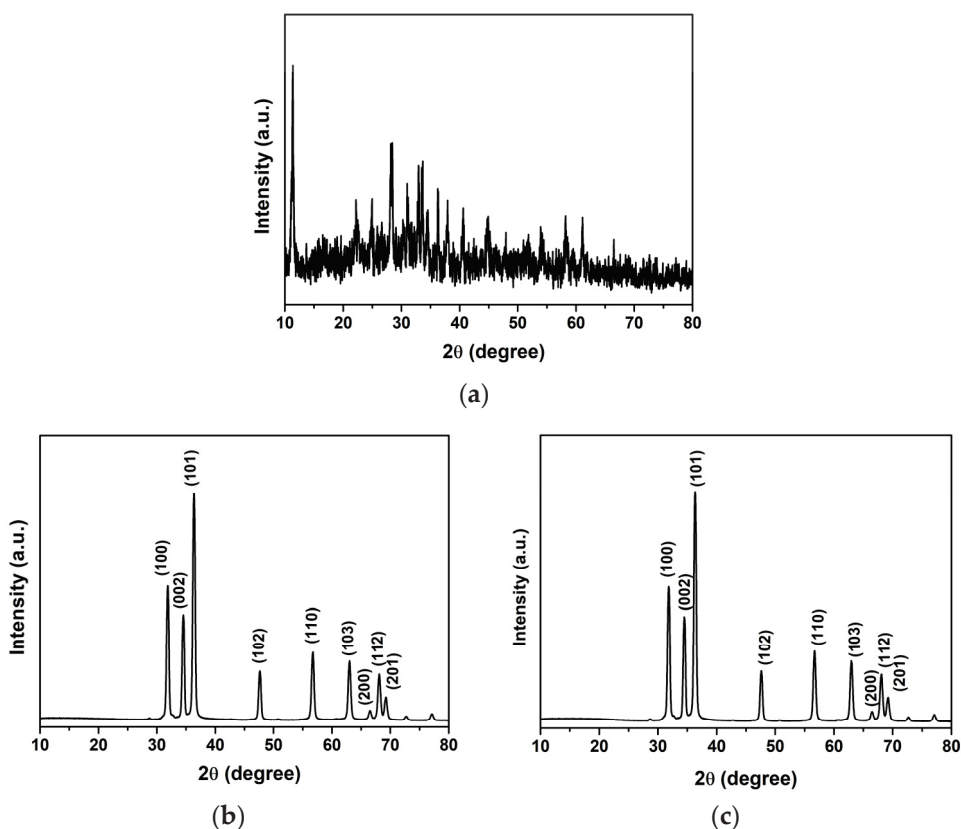 Intensity (a.u.)
10 20 30 40 50 60 70 80
2θ (degree)
(a)
Intensity (a.u.)
(100)
(002)
(101)
(102)
(110)
(103)
(200)
(112)
(201)
10 20 30 40 50 60 70 80
2θ (degree)
(b)
Intensity (a.u.)
(100)
(002)
(101)
(102)
(110)
(103)
(200)
(112)
(201)
10 20 30 40 50 60 70 80
2θ (degree)
(c)